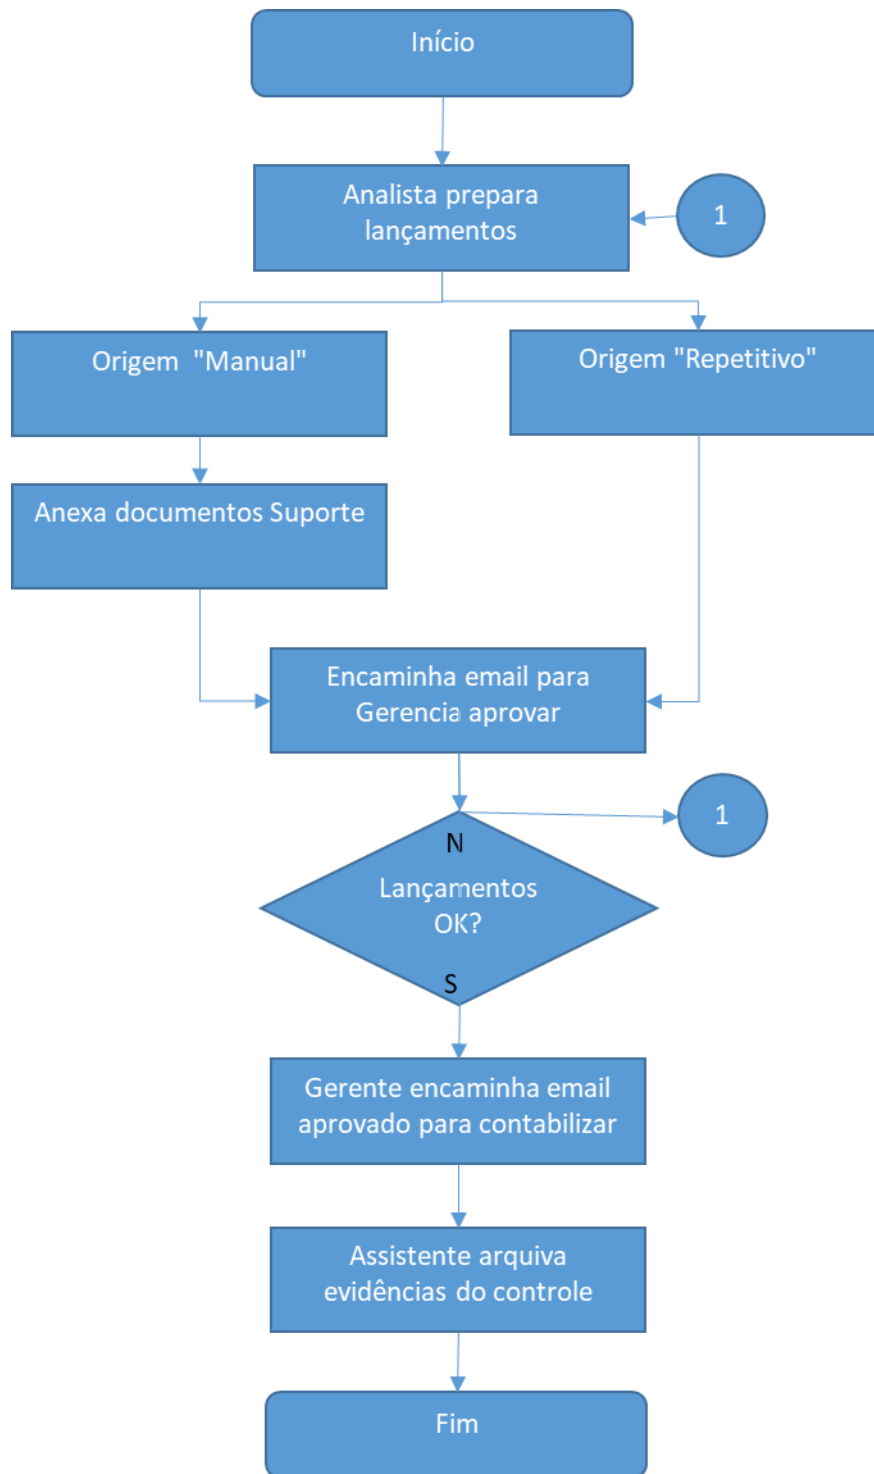 Início
Analista prepara
lançamentos
1
Origem  "Manual"
Origem "Repetitivo"
Anexa documentos Suporte
Encaminha email para
Gerencia aprovar
1
N
Lançamentos
OK?
S
Gerente encaminha email
aprovado para contabilizar
Assistente arquiva
evidências do controle
Fim